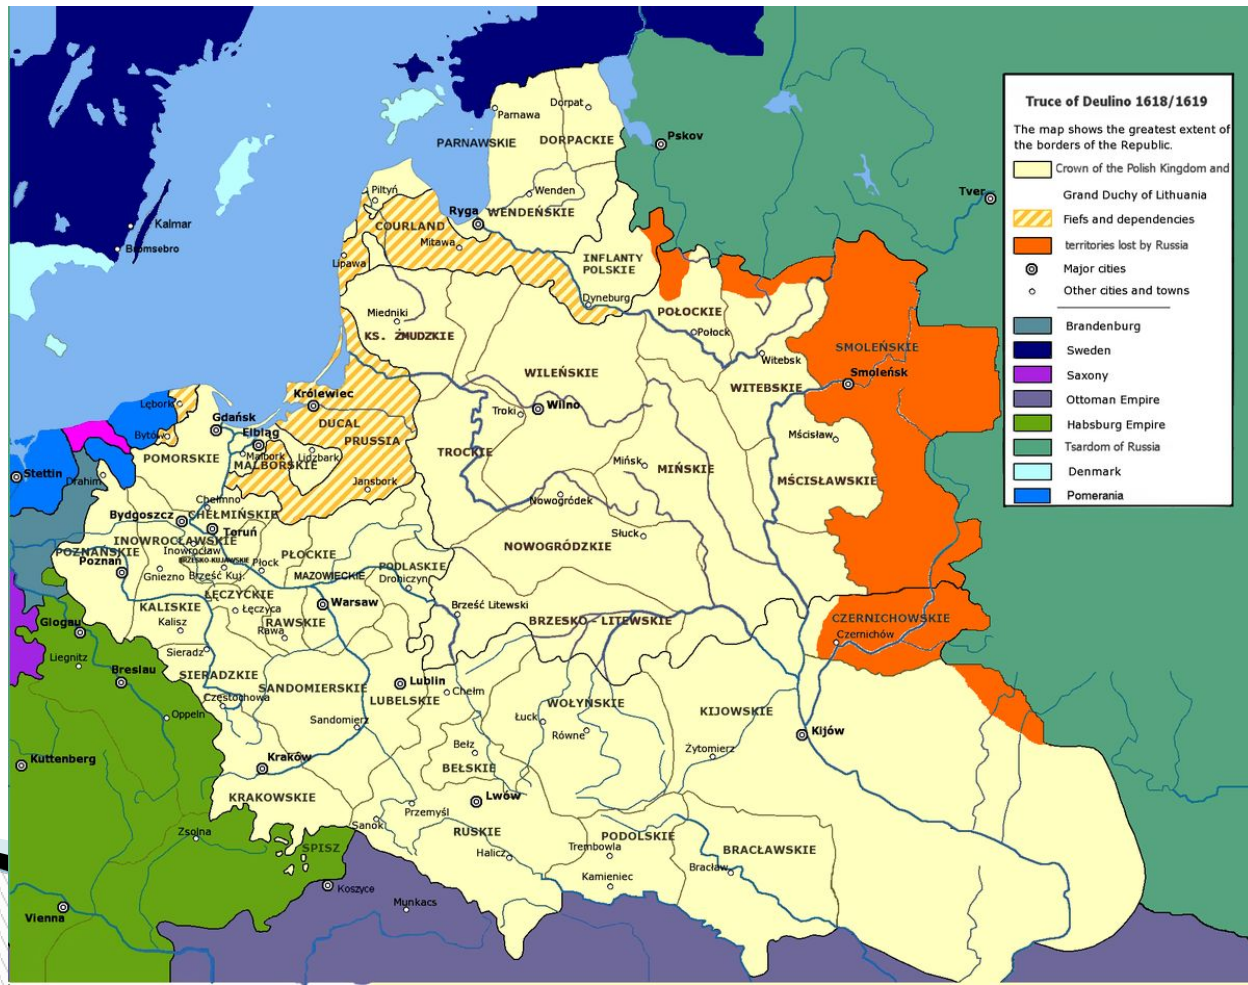 Truce of Deulino 1618/1619
The map shows the greatest extent of
the borders of the Republic.
Crown of the Polish Kingdom and
Grand Duchy of Lithuania
Fiefs and dependencies
territories lost by Russia
Major cities
Other cities and towns
Brandenburg
Sweden
Saxony
Ottoman Empire
Habsburg Empire
Tsardom of Russia
Denmark
Pomerania
Dorpat
Parnawa
PARNAWSKIE
DORPACKIE
Pskov
Tver
Piltyń
Wenden
Ryga
WENDEŃSKIE
Kalmar
COURLAND
Mitawa
Bromsebro
Lipawa
INFLANTY
POLSKIE
Dyneburg
Miedniki
POŁOCKIE
KS. ŻMUDZKIE
Połock
SMOLEŃSKIE
Witebsk
WILEŃSKIE
Smoleńsk
WITEBSKIE
Królewiec
Lębork
Troki
Wilno
Gdańsk
DUCAL
Bytów
Elbląg
PRUSSIA
Mścisław
POMORSKIE
Malbork
Lidzbark
TROCKIE
MALBORSKIE
Mińsk
MIŃSKIE
Stettin
Drahim
Jansbork
MŚCISŁAWSKIE
Chełmno
Nowogródek
Bydgoszcz
CHEŁMIŃSKIE
Toruń
Słuck
INOWROCŁAWSKIE
NOWOGRÓDZKIE
POZNAŃSKIE
Inowrocław
PŁOCKIE
Poznań
BRZESKO-KUJAWSKIE
Płock
PODLASKIE
Gniezno
Brześć Kuj.
MAZOWIECKIE
Drohiczyn
ŁĘCZYCKIE
KALISKIE
Łęczyca
Warsaw
Brześć Litewski
Kalisz
RAWSKIE
BRZESKO - LITEWSKIE
CZERNICHOWSKIE
Glogau
Rawa
Czernichów
Liegnitz
Sieradz
Breslau
SIERADZKIE
SANDOMIERSKIE
Lublin
Częstochowa
LUBELSKIE
Chełm
WOŁYŃSKIE
KIJOWSKIE
Oppeln
Sandomierz
Łuck
Równe
Kijów
Bełz
Żytomierz
Kuttenberg
Kraków
BEŁSKIE
KRAKOWSKIE
Lwów
Przemyśl
Sanok
Zsolna
RUSKIE
PODOLSKIE
SPISZ
Halicz
Trembowla
BRACŁAWSKIE
Bracław
Koszyce
Kamieniec
Munkacs
Vienna